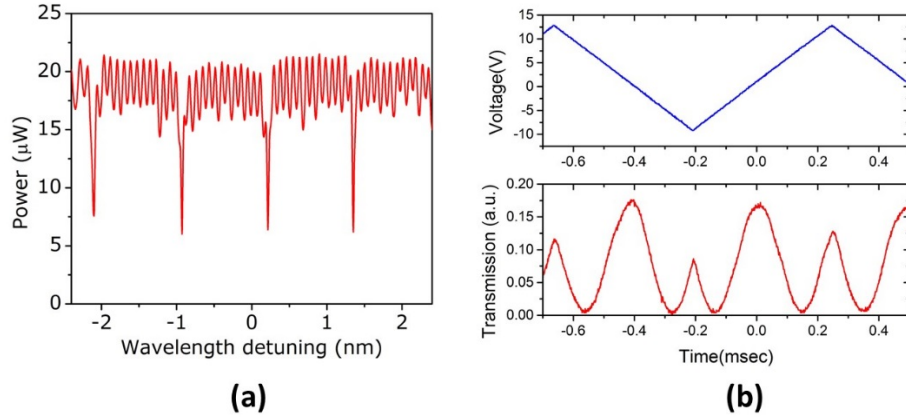 25
20
15
10
5
0
Power (μW)
-2 -1 0 1 2
Wavelength detuning (nm)
(a)
15
10
5
0
-5
-10
Voltage(V)
-0.6 -0.4 -0.2 0.0 0.2 0.4
0.20
0.15
0.10
0.05
0.00
Transmission (a.u.)
-0.6 -0.4 -0.2 0.0 0.2 0.4
Time(msec)
(b)